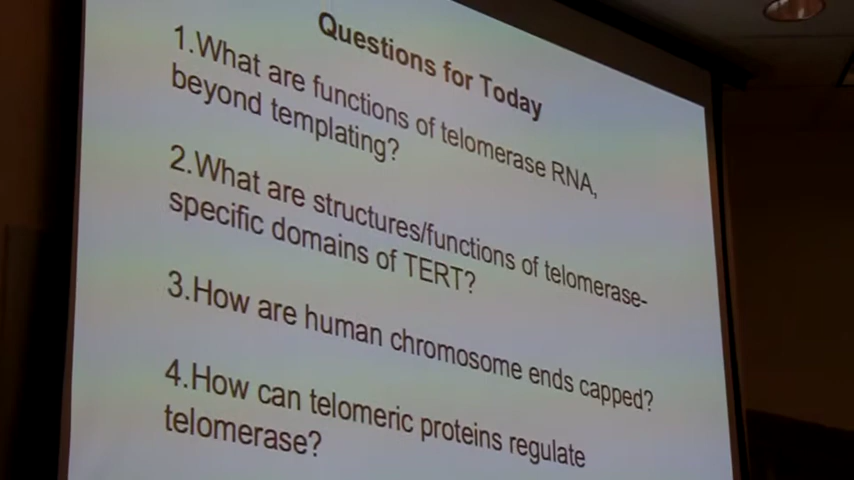 Questions for Today
1.What are functions of telomerase RNA,
beyond templating?
2.What are structures/functions of telomerase-
specific domains of TERT?
3.How are human chromosome ends capped?
4.How can telomeric proteins regulate
telomerase?